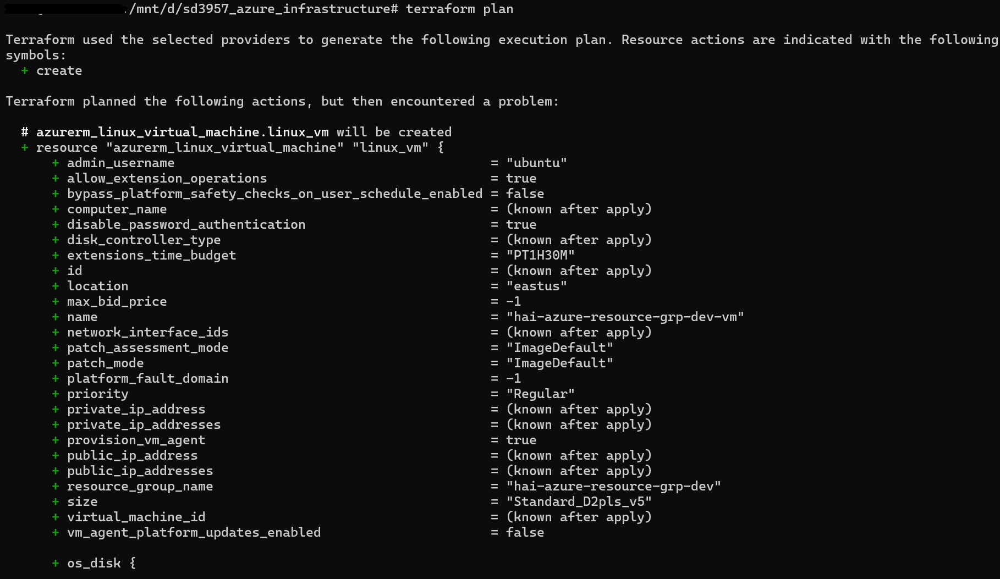 /mnt/d/sd3957_azure_infrastructure# terraform plan
Terraform used the selected providers to generate the following execution plan. Resource actions are indicated with the following
symbols:
  + create
Terraform planned the following actions, but then encountered a problem:
  # azurerm_linux_virtual_machine.linux_vm will be created
  + resource "azurerm_linux_virtual_machine" "linux_vm" {
      + admin_username                                         = "ubuntu"
      + allow_extension_operations                             = true
      + bypass_platform_safety_checks_on_user_schedule_enabled = false
      + computer_name                                          = (known after apply)
      + disable_password_authentication                        = true
      + disk_controller_type                                   = (known after apply)
      + extensions_time_budget                                 = "PT1H30M"
      + id                                                     = (known after apply)
      + location                                               = "eastus"
      + max_bid_price                                          = -1
      + name                                                   = "hai-azure-resource-grp-dev-vm"
      + network_interface_ids                                  = (known after apply)
      + patch_assessment_mode                                  = "ImageDefault"
      + patch_mode                                             = "ImageDefault"
      + platform_fault_domain                                  = -1
      + priority                                               = "Regular"
      + private_ip_address                                     = (known after apply)
      + private_ip_addresses                                   = (known after apply)
      + provision_vm_agent                                     = true
      + public_ip_address                                      = (known after apply)
      + public_ip_addresses                                    = (known after apply)
      + resource_group_name                                    = "hai-azure-resource-grp-dev"
      + size                                                   = "Standard_D2pls_v5"
      + virtual_machine_id                                     = (known after apply)
      + vm_agent_platform_updates_enabled                      = false
      + os_disk {